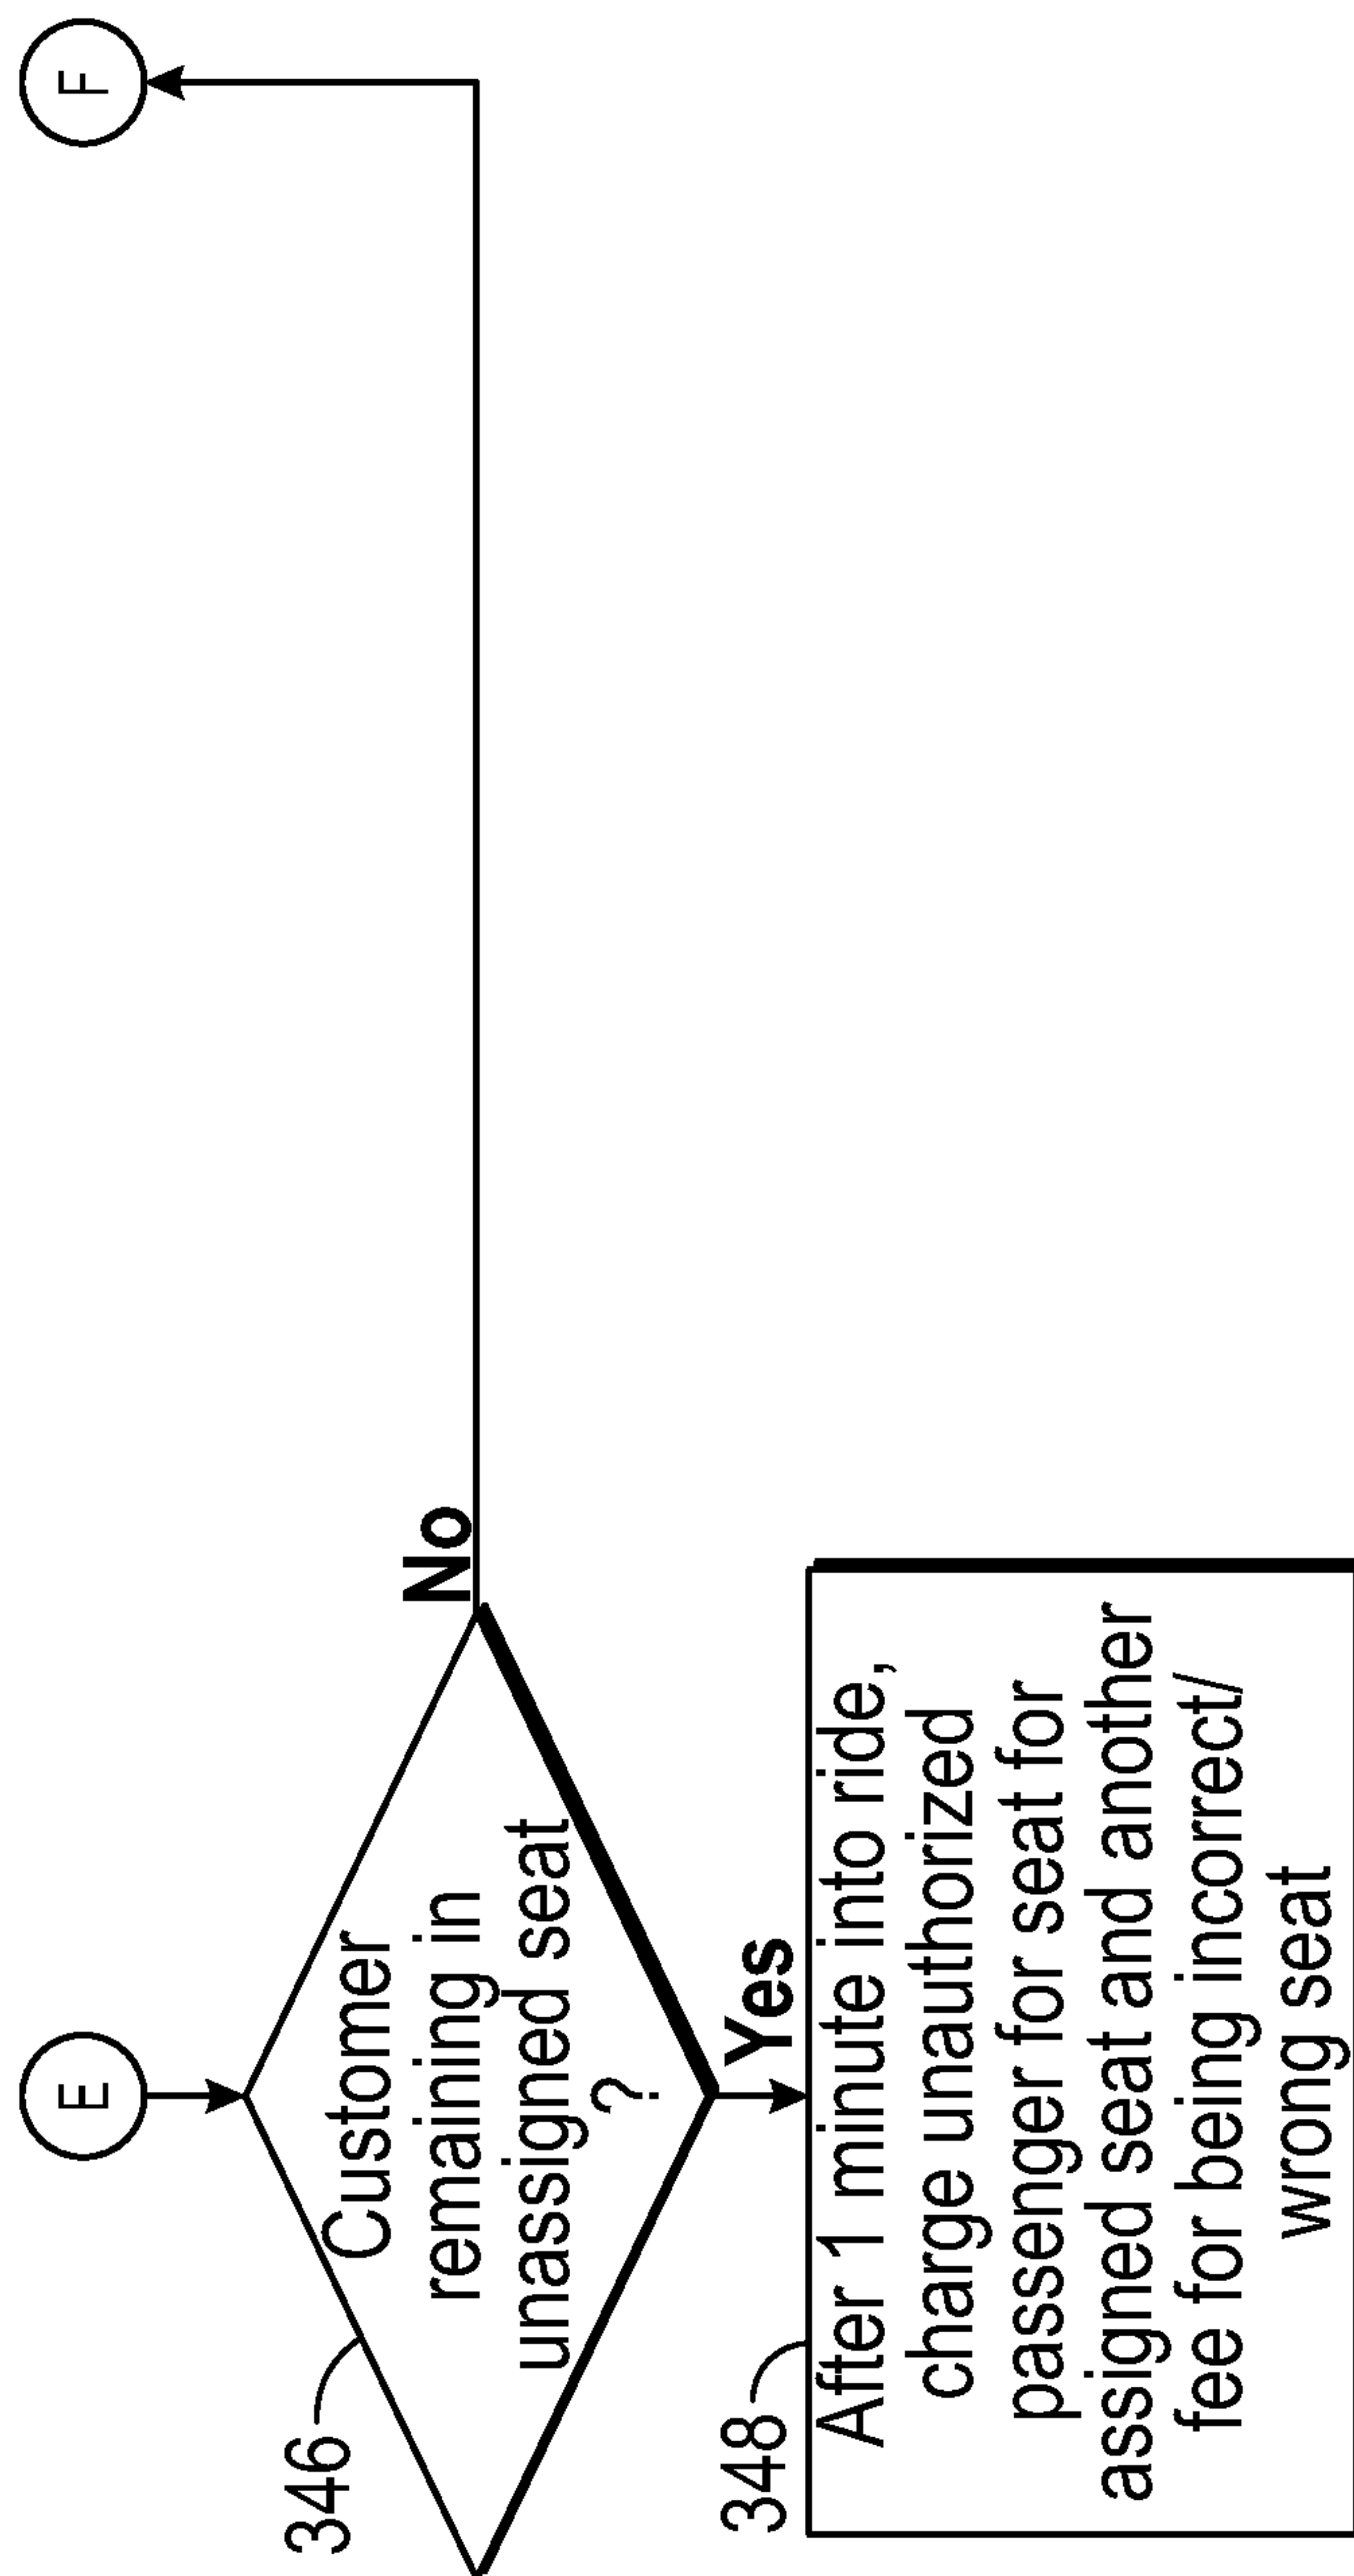 E
F
346
Customer
remaining in
unassigned seat
?
No
Yes
348
After 1 minute into ride,
charge unauthorized
passenger for seat for
assigned seat and another
fee for being incorrect/
wrong seat